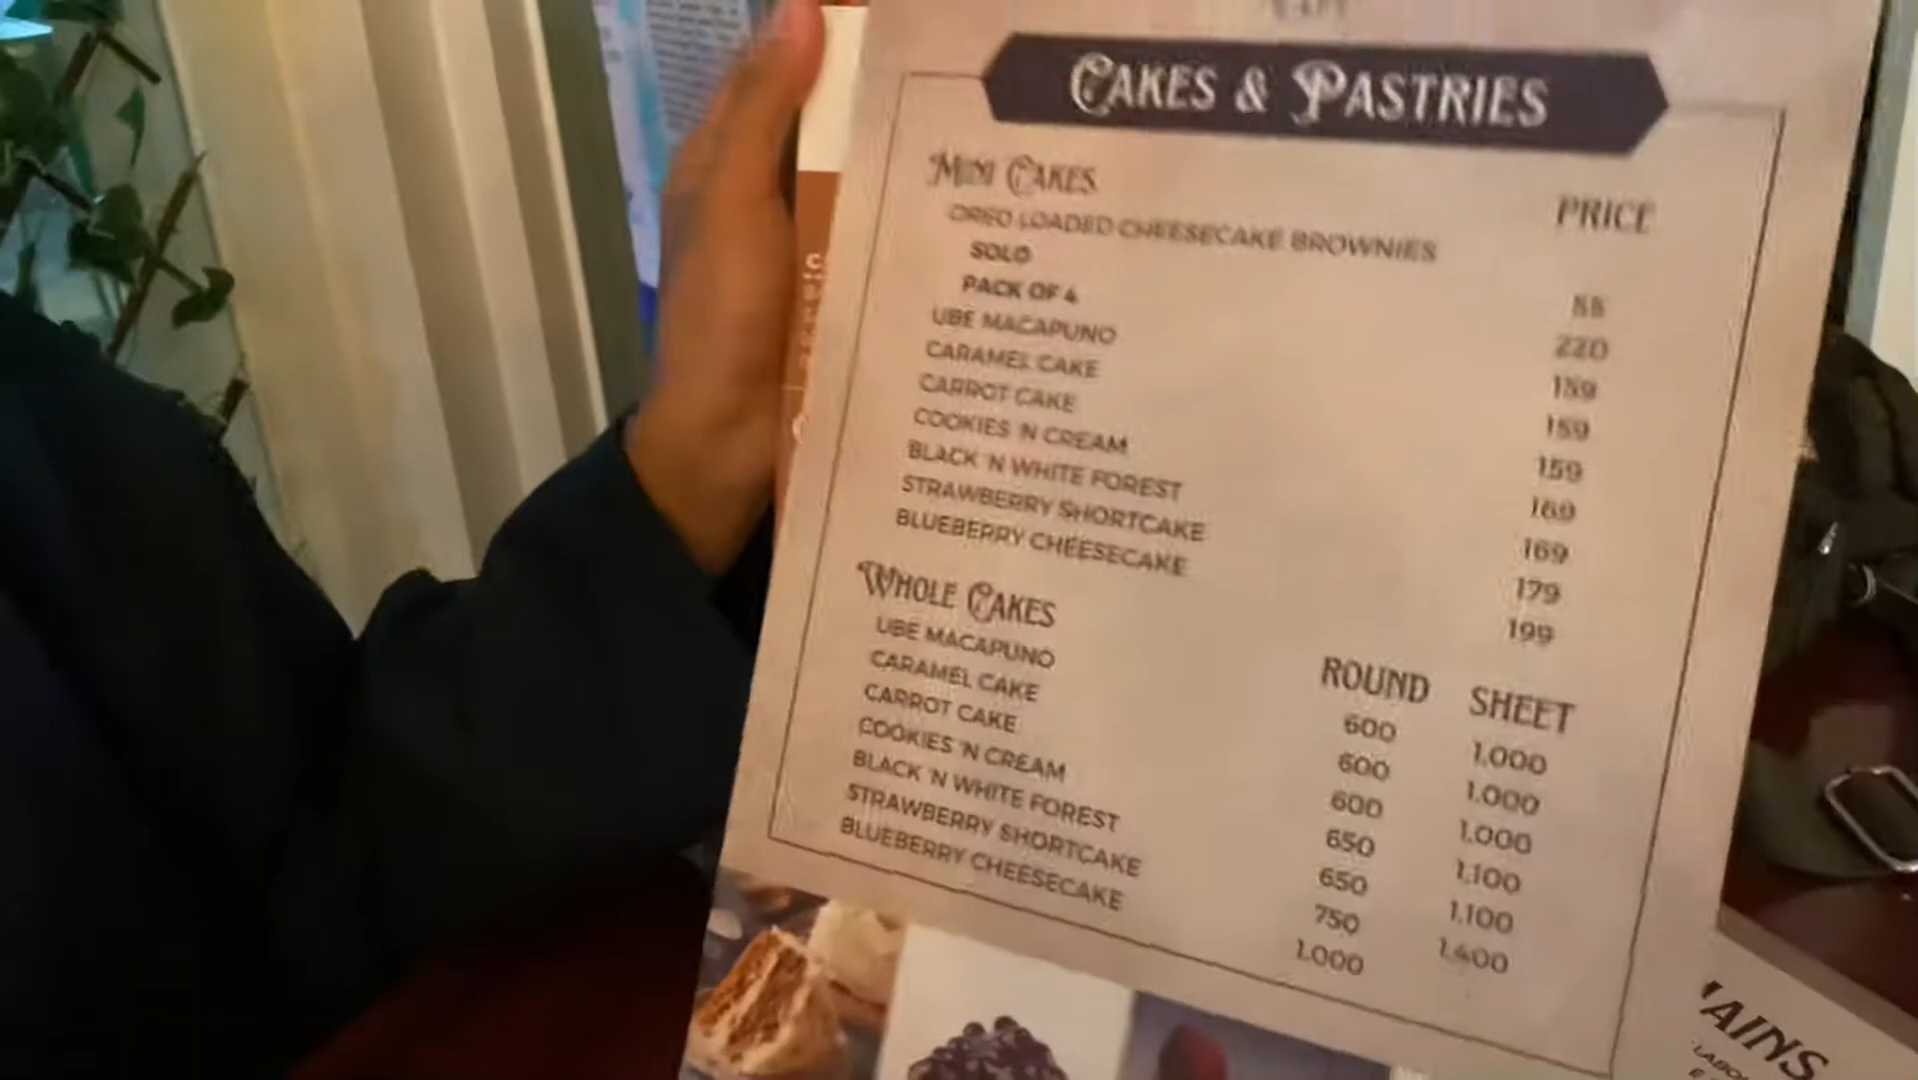 CAKES & PASTRIES
MINI CAKES PRICE
OREO LOADED CHEESECAKE BROWNIES
SOLO 55
PACK OF 4 220
UBE MACAPUNO 159
CARAMEL CAKE 159
CARROT CAKE 159
COOKIES 'N CREAM 169
BLACK 'N WHITE FOREST 169
STRAWBERRY SHORTCAKE 179
BLUEBERRY CHEESECAKE 199
WHOLE CAKES ROUND SHEET
UBE MACAPUNO 600 1,000
CARAMEL CAKE 600 1,000
CARROT CAKE 600 1,000
COOKIES 'N CREAM 650 1,100
BLACK 'N WHITE FOREST 650 1,100
STRAWBERRY SHORTCAKE 750 1,400
BLUEBERRY CHEESECAKE 1,000